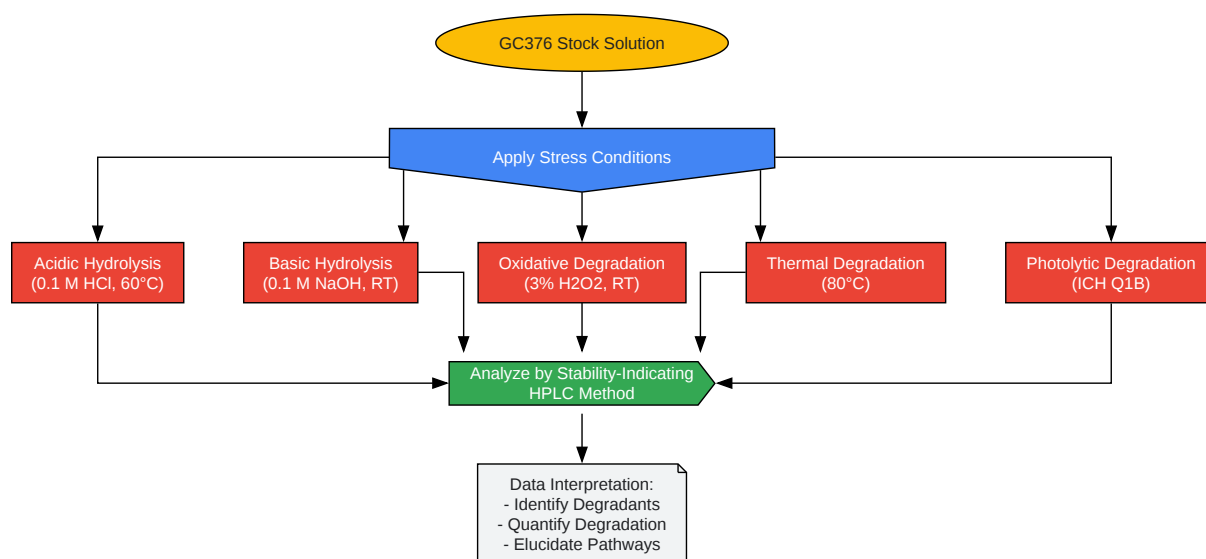 GC376 Stock Solution
Apply Stress Conditions
Acidic Hydrolysis
(0.1 M HCl, 60°C)
Basic Hydrolysis
(0.1 M NaOH, RT)
Oxidative Degradation
(3% H2O2, RT)
Thermal Degradation
(80°C)
Photolytic Degradation
(ICH Q1B)
Analyze by Stability-Indicating
HPLC Method
Data Interpretation:
- Identify Degradants
- Quantify Degradation
- Elucidate Pathways